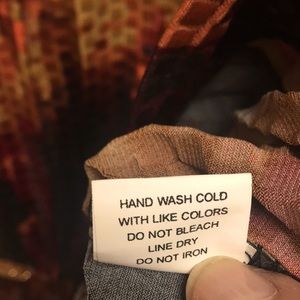 HAND WASH COLD
WITH LIKE COLORS
DO NOT BLEACH
LINE DRY
DO NOT IRON